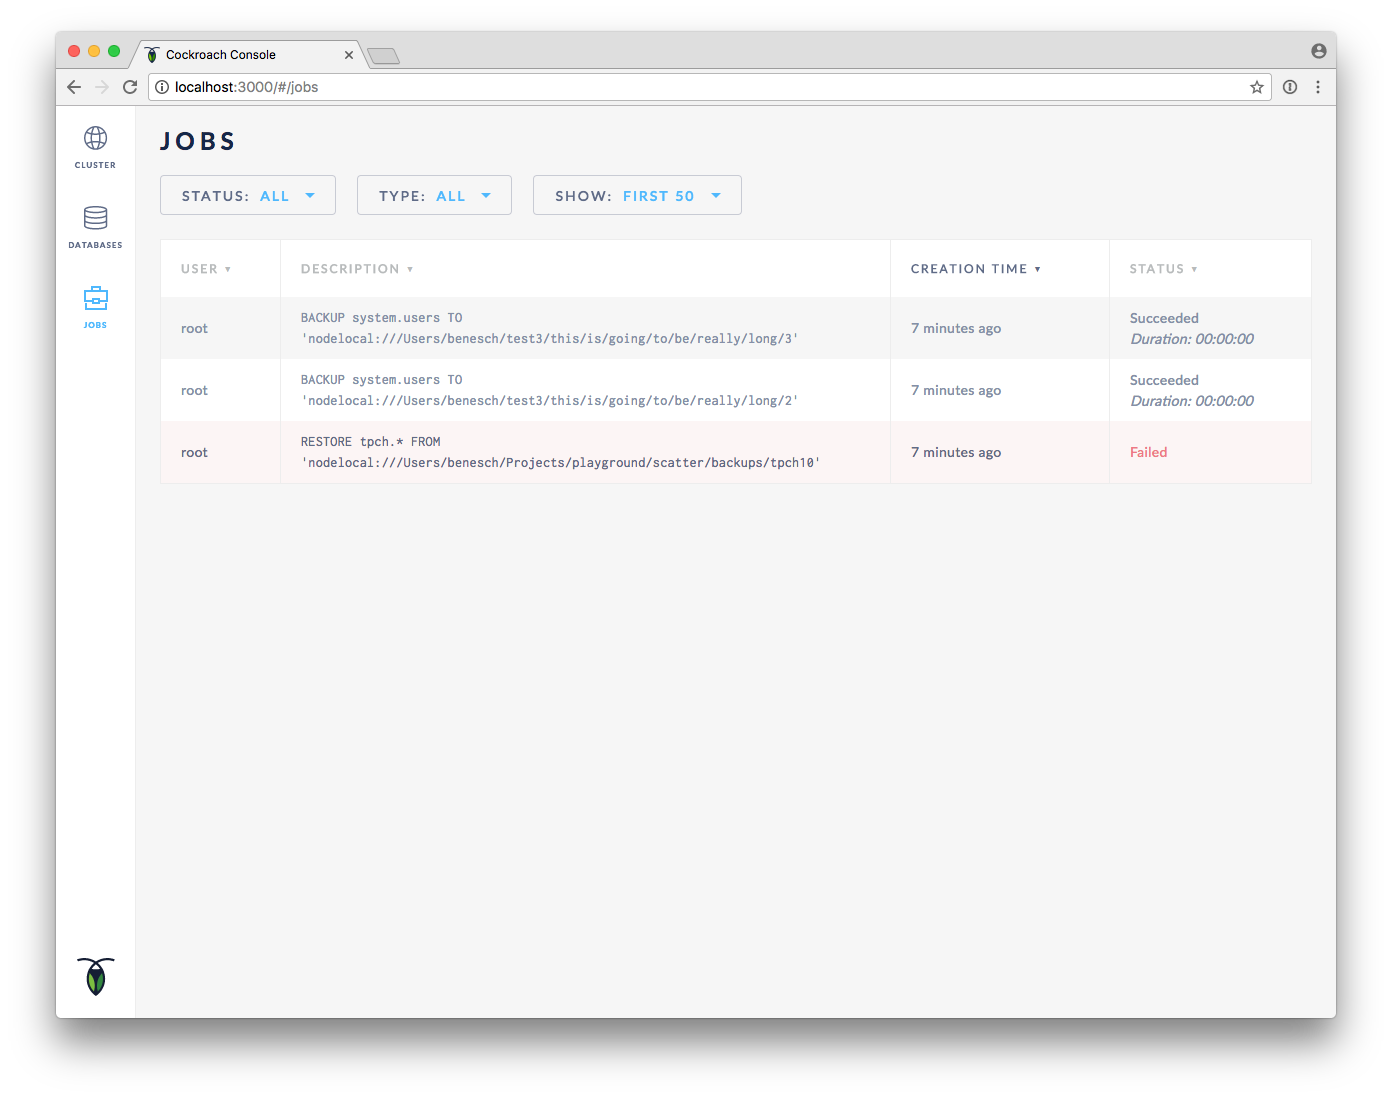 Cockroach Console
localhost:3000/#/jobs
CLUSTER
DATABASES
JOBS
JOBS
STATUS: ALL
TYPE: ALL
SHOW: FIRST 50
USER
DESCRIPTION
CREATION TIME
STATUS
root
BACKUP system.users TO
'nodelocal:///Users/benesch/test3/this/is/going/to/be/really/long/3'
7 minutes ago
Succeeded
Duration: 00:00:00
root
BACKUP system.users TO
'nodelocal:///Users/benesch/test3/this/is/going/to/be/really/long/2'
7 minutes ago
Succeeded
Duration: 00:00:00
root
RESTORE tpch.* FROM
'nodelocal:///Users/benesch/Projects/playground/scatter/backups/tpch10'
7 minutes ago
Failed